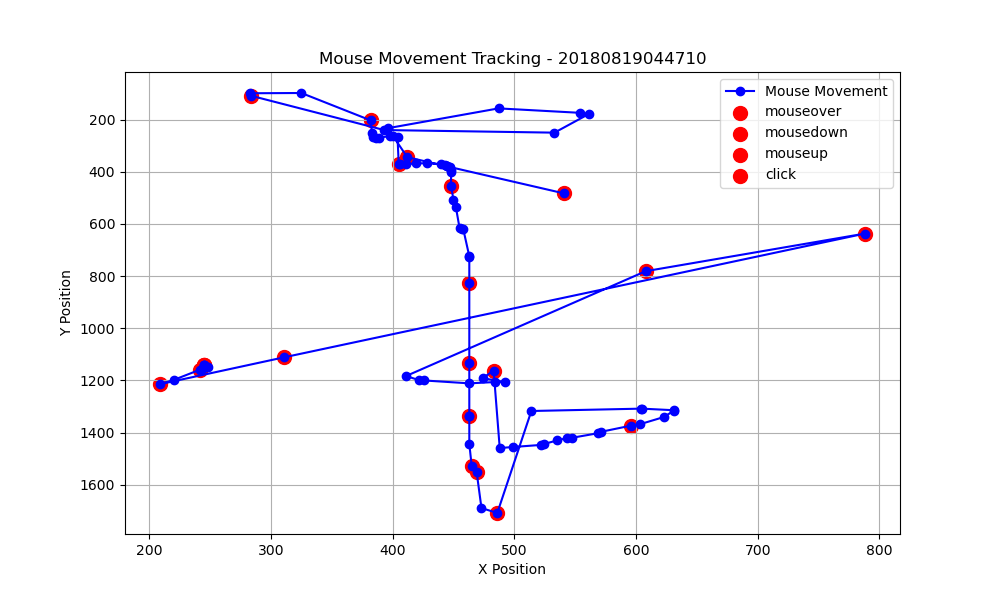 Mouse Movement Tracking - 20180819044710
Mouse Movement
mouseover
mousedown
mouseup
click
Y Position
200
400
600
800
1000
1200
1400
1600
200 300 400 500 600 700 800
X Position